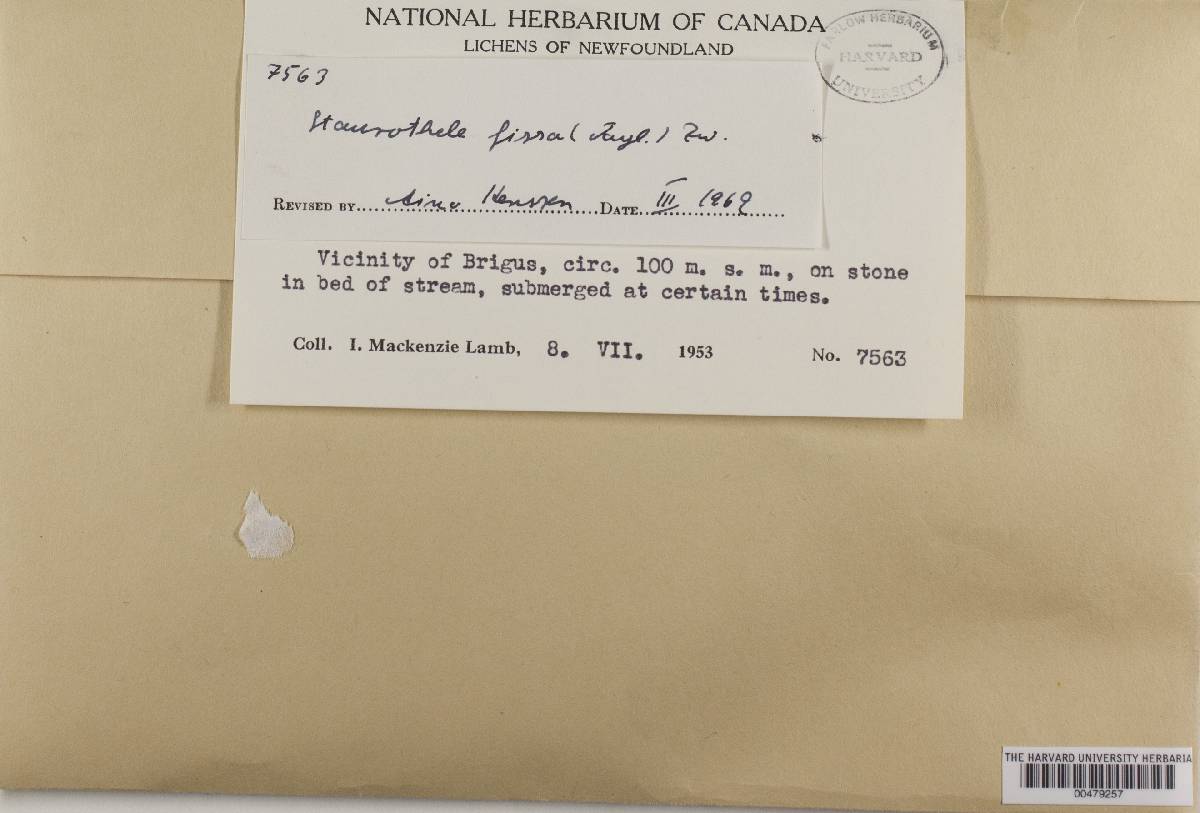 NATIONAL HERBARIUM OF CANADA
LICHENS OF NEWFOUNDLAND
FARLOW HERBARIUM
HARVARD
UNIVERSITY
7563
Staurothele fissa (Tayl.) Zw.
REVISED BY Aino Henssen DATE III 1969
Vicinity of Brigus, circ. 100 m. s. m., on stone
in bed of stream, submerged at certain times.
Coll. I. Mackenzie Lamb, 8. VII. 1953 No. 7563
THE HARVARD UNIVERSITY HERBARIA
00479257